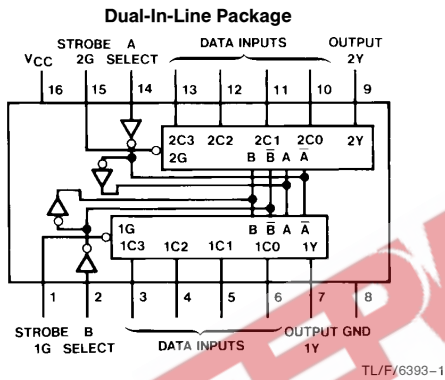 Dual-In-Line Package
STROBE A DATA INPUTS OUTPUT
VCC 2G SELECT 2Y
16 15 14 13 12 11 10 9
2C3 2C2 2C1 2C0 2Y
2G B B̅ A A̅
1G B B̅ A A̅
1C3 1C2 1C1 1C0 1Y
1 2 3 4 5 6 7 8
STROBE B DATA INPUTS OUTPUT GND
1G SELECT 1Y
TL/F/6393–1